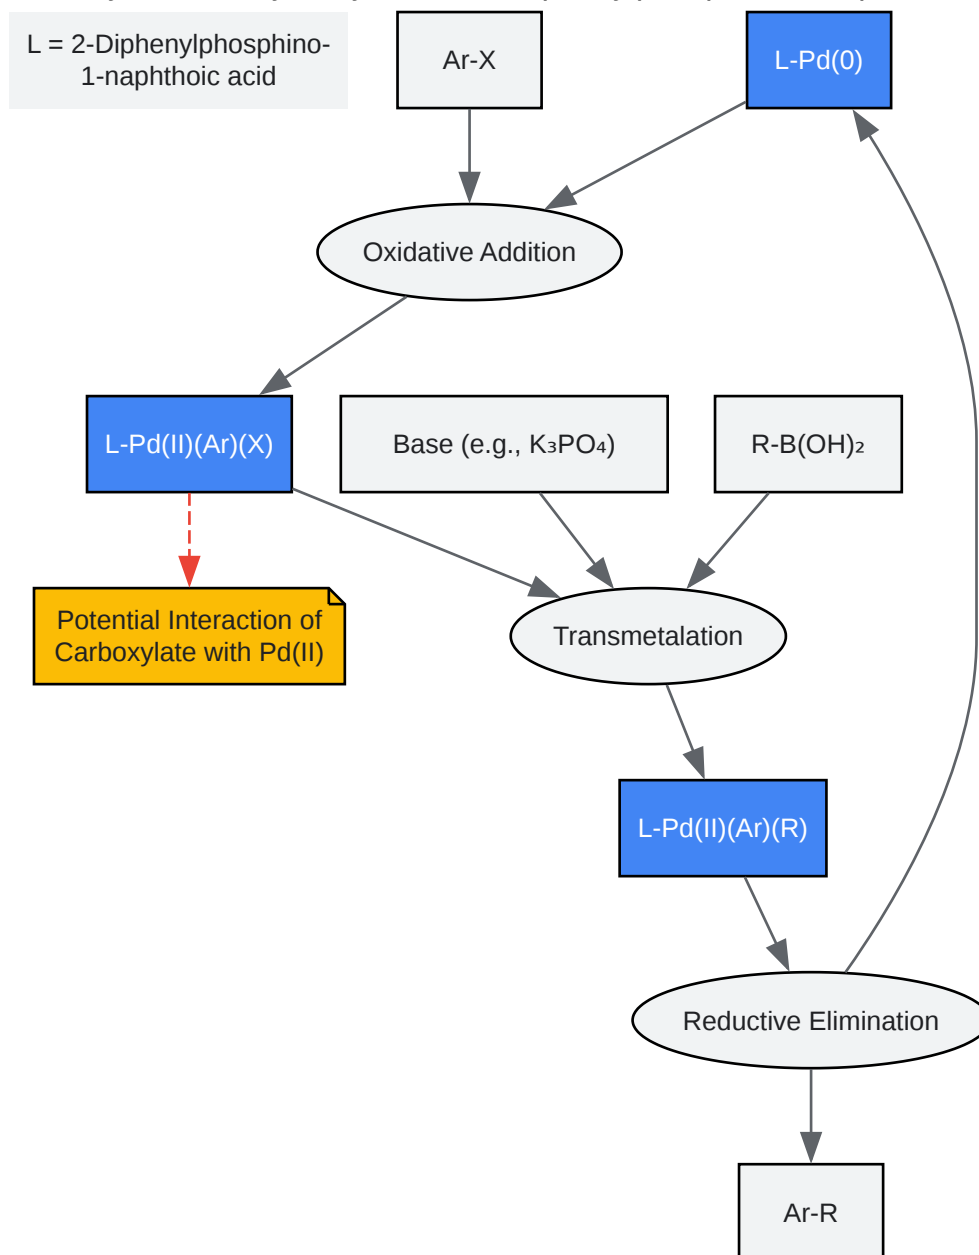 L = 2-Diphenylphosphino-
1-naphthoic acid
Ar-X
L-Pd(0)
Oxidative Addition
L-Pd(II)(Ar)(X)
Base (e.g., K₃PO₄)
R-B(OH)₂
Potential Interaction of
Carboxylate with Pd(II)
Transmetalation
L-Pd(II)(Ar)(R)
Reductive Elimination
Ar-R